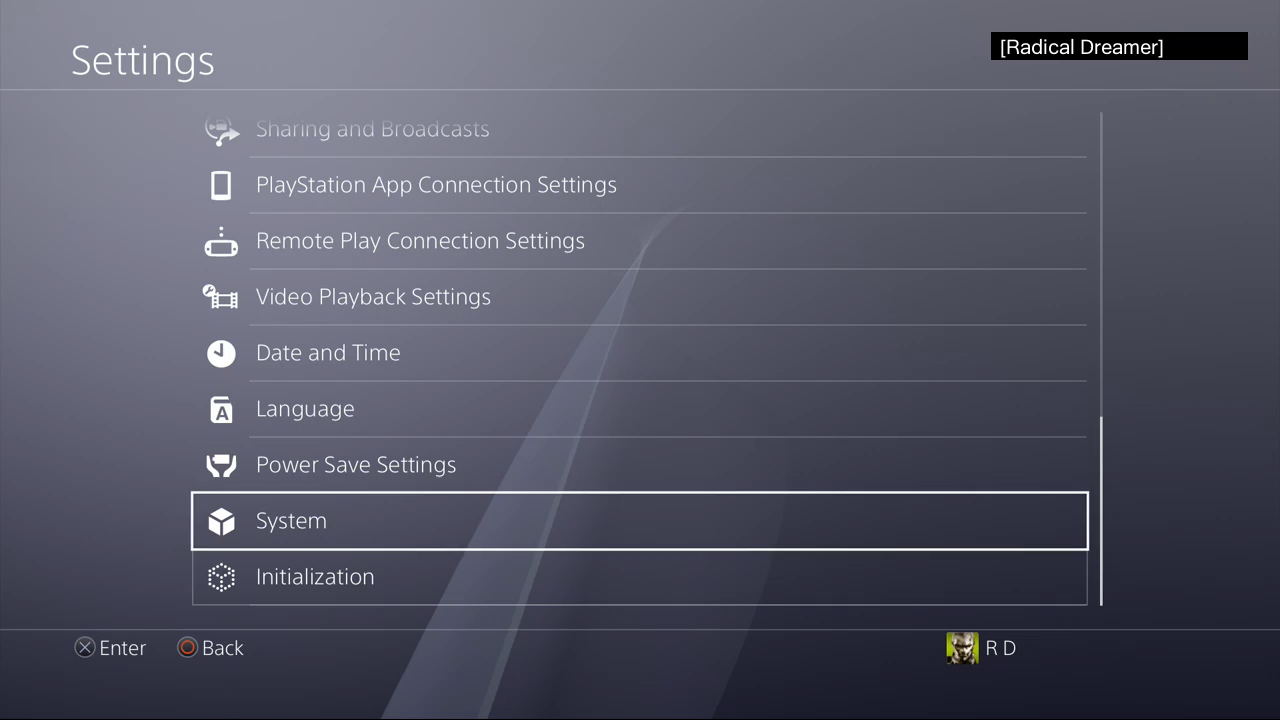 Settings
[Radical Dreamer]
Sharing and Broadcasts
PlayStation App Connection Settings
Remote Play Connection Settings
Video Playback Settings
Date and Time
Language
Power Save Settings
System
Initialization
Enter Back R D